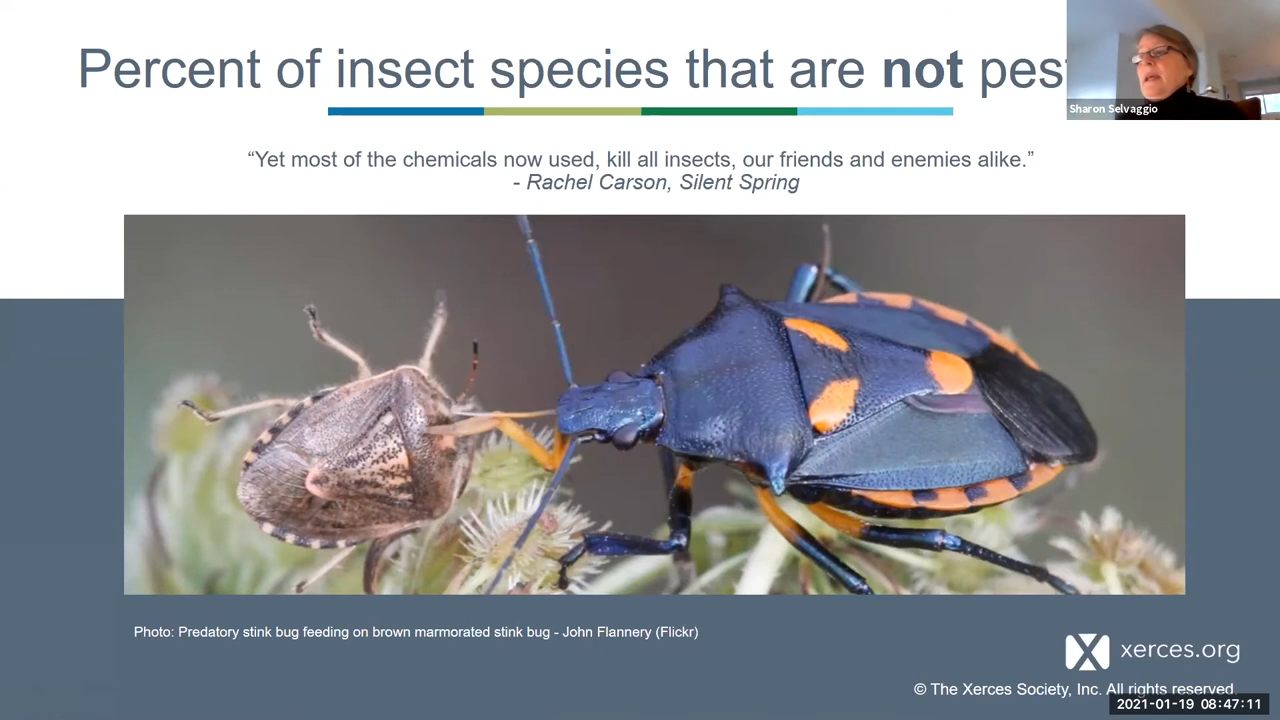 Percent of insect species that are not pest
Sharon Selvaggio
“Yet most of the chemicals now used, kill all insects, our friends and enemies alike.”
- Rachel Carson, Silent Spring
Photo: Predatory stink bug feeding on brown marmorated stink bug - John Flannery (Flickr)
xerces.org
© The Xerces Society, Inc. All rights reserved.
2021-01-19 08:47:11